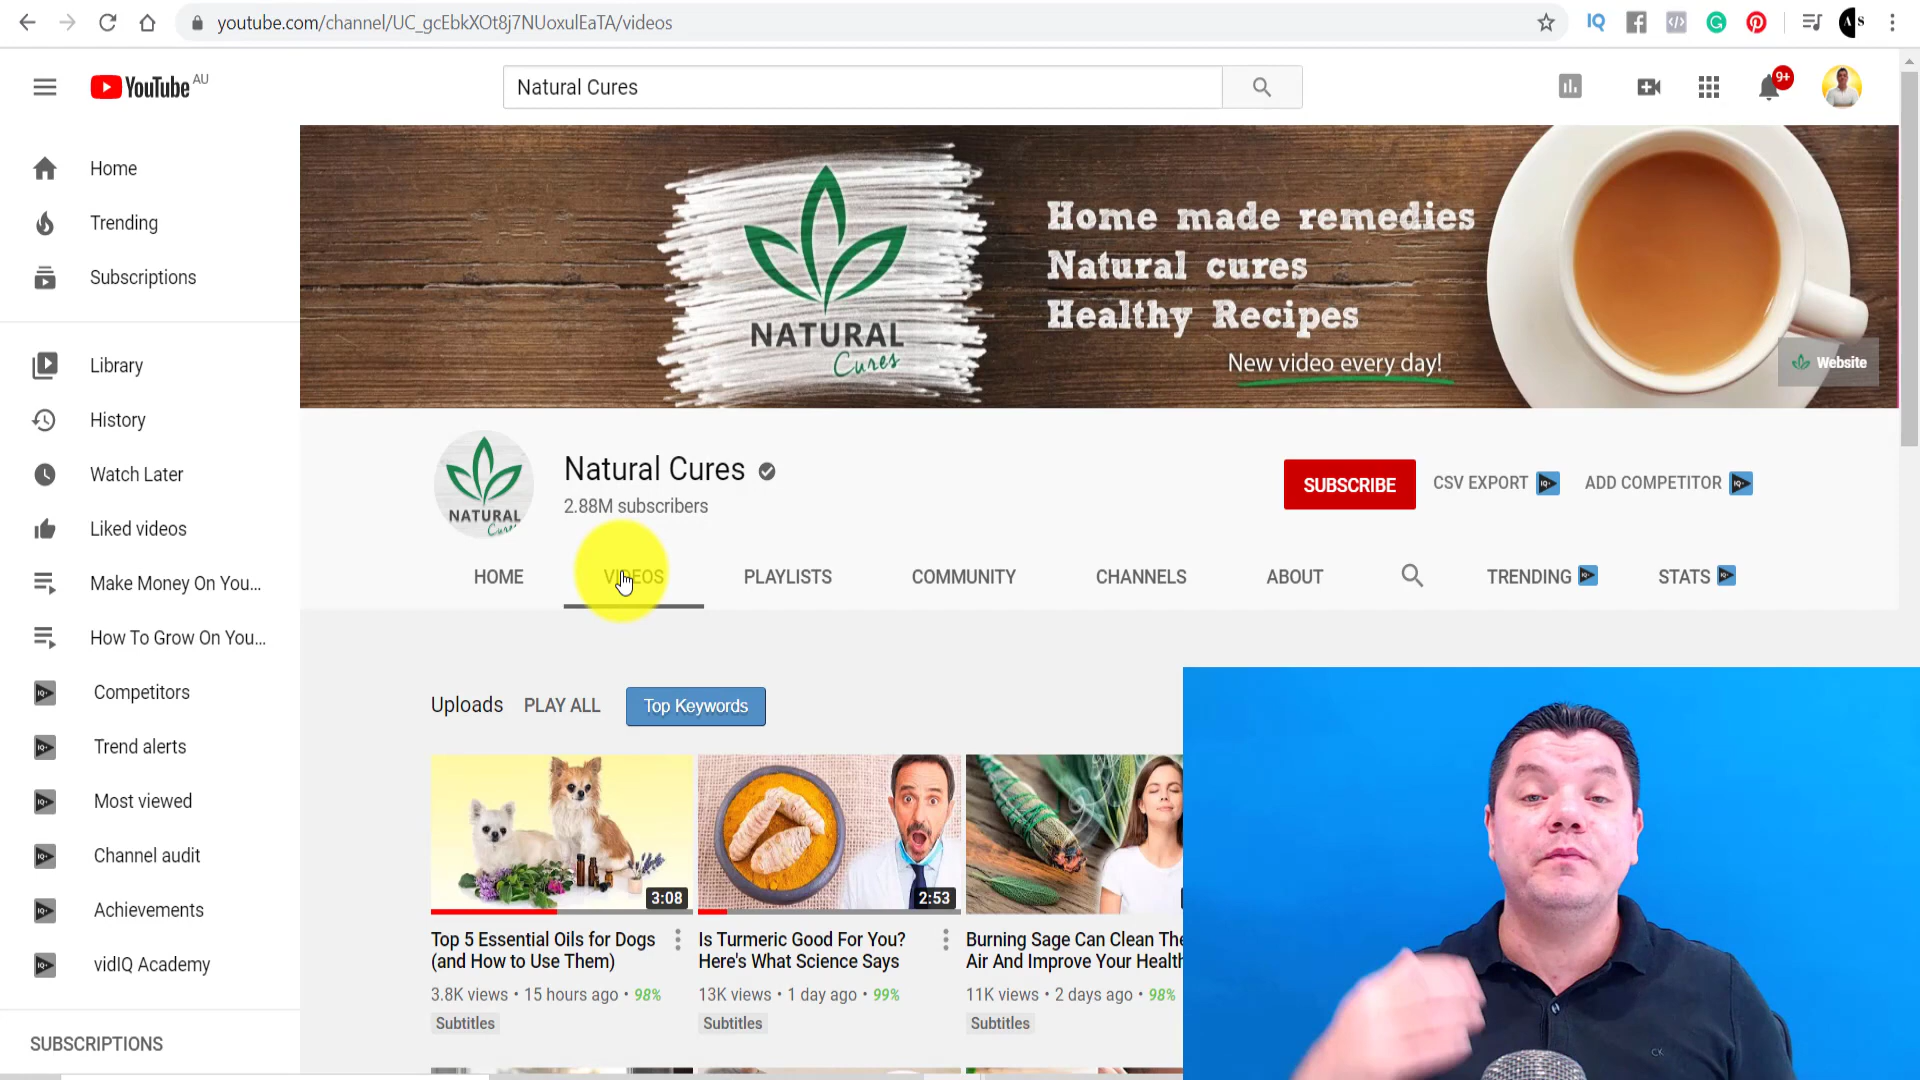 youtube.com/channel/UC_gcEbkXOt8j7NUoxulEaTA/videos
YouTube AU
Natural Cures
9+
Home
Trending
Subscriptions
Library
History
Watch Later
Liked videos
Make Money On You...
How To Grow On You...
Competitors
Trend alerts
Most viewed
Channel audit
Achievements
vidIQ Academy
SUBSCRIPTIONS
NATURAL
Cures
Home made remedies
Natural cures
Healthy Recipes
New video every day!
Website
NATURAL
Cures
Natural Cures
2.88M subscribers
SUBSCRIBE
CSV EXPORT
ADD COMPETITOR
HOME
VIDEOS
PLAYLISTS
COMMUNITY
CHANNELS
ABOUT
TRENDING
STATS
Uploads
PLAY ALL
Top Keywords
3:08
2:53
Top 5 Essential Oils for Dogs
(and How to Use Them)
3.8K views • 15 hours ago • 98%
Subtitles
Is Turmeric Good For You?
Here's What Science Says
13K views • 1 day ago • 99%
Subtitles
Burning Sage Can Clean The
Air And Improve Your Health
11K views • 2 days ago • 98%
Subtitles